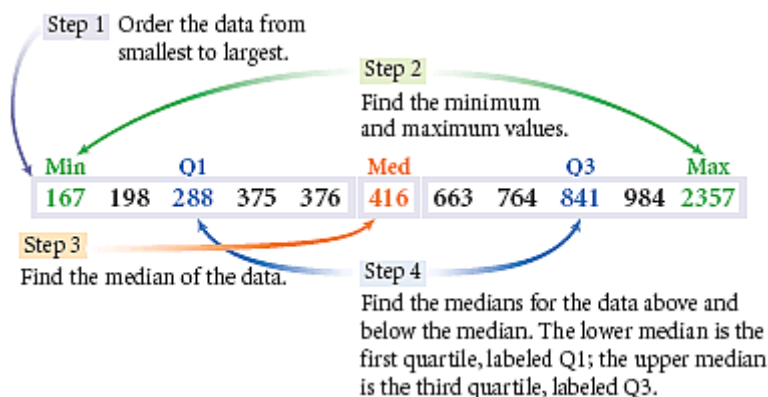 Step 1 Order the data from
smallest to largest.
Step 2
Find the minimum
and maximum values.
Min Q1 Med Q3 Max
167 198 288 375 376 416 663 764 841 984 2357
Step 3
Find the median of the data.
Step 4
Find the medians for the data above and
below the median. The lower median is the
first quartile, labeled Q1; the upper median
is the third quartile, labeled Q3.